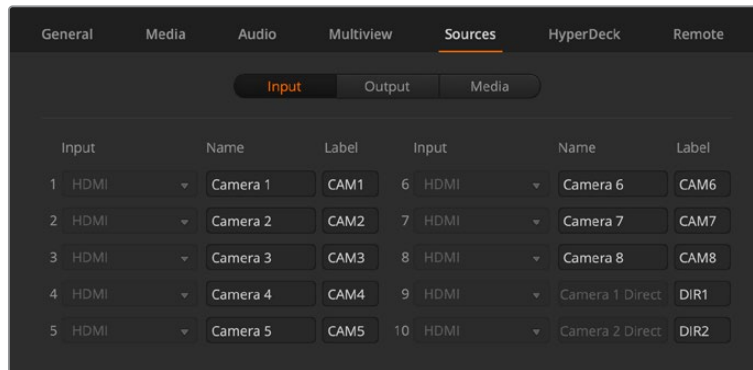 General Media Audio Multiview Sources HyperDeck Remote
Input Output Media
Input Name Label Input Name Label
1 HDMI Camera 1 CAM1 6 HDMI Camera 6 CAM6
2 HDMI Camera 2 CAM2 7 HDMI Camera 7 CAM7
3 HDMI Camera 3 CAM3 8 HDMI Camera 8 CAM8
4 HDMI Camera 4 CAM4 9 HDMI Camera 1 Direct DIR1
5 HDMI Camera 5 CAM5 10 HDMI Camera 2 Direct DIR2